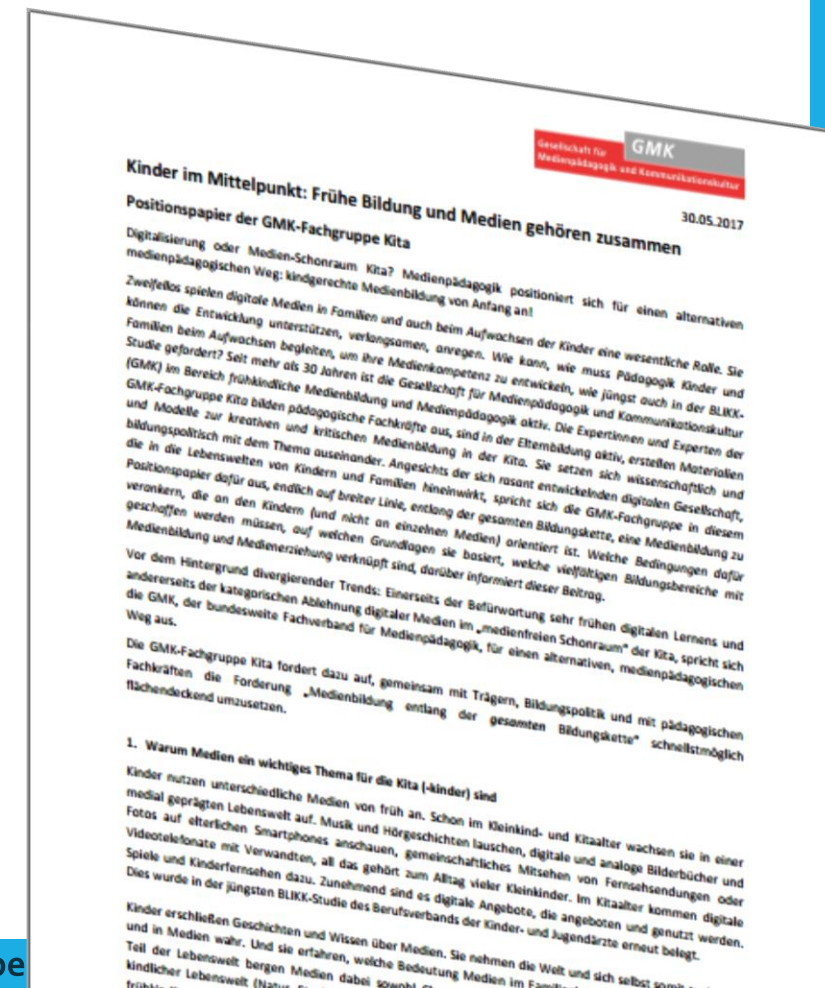 Gesellschaft für
Medienpädagogik und Kommunikationskultur
GMK
30.05.2017
Kinder im Mittelpunkt: Frühe Bildung und Medien gehören zusammen
Positionspapier der GMK-Fachgruppe Kita
Digitalisierung oder Medien-Schonraum Kita? Medienpädagogik positioniert sich für einen alternativen
medienpädagogischen Weg: kindgerechte Medienbildung von Anfang an!
Zweifellos spielen digitale Medien in Familien und auch beim Aufwachsen der Kinder eine wesentliche Rolle. Sie
können die Entwicklung unterstützen, verlangsamen, anregen. Wie kann, wie muss Pädagogik Kinder und
Familien beim Aufwachsen begleiten, um ihre Medienkompetenz zu entwickeln, wie jüngst auch in der BLIKK-
Studie gefordert? Seit mehr als 30 Jahren ist die Gesellschaft für Medienpädagogik und Kommunikationskultur
(GMK) im Bereich frühkindliche Medienbildung und Medienpädagogik aktiv. Die Expertinnen und Experten der
GMK-Fachgruppe Kita bilden pädagogische Fachkräfte aus, sind in der Elternbildung aktiv, erstellen Materialien
und Modelle zur kreativen und kritischen Medienbildung in der Kita. Sie setzen sich wissenschaftlich und
bildungspolitisch mit dem Thema auseinander. Angesichts der sich rasant entwickelnden digitalen Gesellschaft,
die in die Lebenswelten von Kindern und Familien hineinwirkt, spricht sich die GMK-Fachgruppe in diesem
Positionspapier dafür aus, endlich auf breiter Linie, entlang der gesamten Bildungskette, eine Medienbildung zu
verankern, die an den Kindern (und nicht an einzelnen Medien) orientiert ist. Welche Bedingungen dafür
geschaffen werden müssen, auf welchen Grundlagen sie basiert, welche vielfältigen Bildungsbereiche mit
Medienbildung und Medienerziehung verknüpft sind, darüber informiert dieser Beitrag.
Vor dem Hintergrund divergierender Trends: Einerseits der Befürwortung sehr frühen digitalen Lernens und
andererseits der kategorischen Ablehnung digitaler Medien im „medienfreien Schonraum“ der Kita, spricht sich
die GMK, der bundesweite Fachverband für Medienpädagogik, für einen alternativen, medienpädagogischen
Weg aus.
Die GMK-Fachgruppe Kita fordert dazu auf, gemeinsam mit Trägern, Bildungspolitik und mit pädagogischen
Fachkräften die Forderung „Medienbildung entlang der gesamten Bildungskette“ schnellstmöglich
flächendeckend umzusetzen.
1. Warum Medien ein wichtiges Thema für die Kita (-kinder) sind
Kinder nutzen unterschiedliche Medien von früh an. Schon im Kleinkind- und Kitaalter wachsen sie in einer
medial geprägten Lebenswelt auf. Musik und Hörgeschichten lauschen, digitale und analoge Bilderbücher und
Fotos auf elterlichen Smartphones anschauen, gemeinschaftliches Mitsehen von Fernsehsendungen oder
Videotelefonate mit Verwandten, all das gehört zum Alltag vieler Kleinkinder. Im Kitaalter kommen digitale
Spiele und Kinderfernsehen dazu. Zunehmend sind es digitale Angebote, die angeboten und genutzt werden.
Dies wurde in der jüngsten BLIKK-Studie des Berufsverbands der Kinder- und Jugendärzte erneut belegt.
Kinder erschließen Geschichten und Wissen über Medien. Sie nehmen die Welt und sich selbst somit
und in Medien wahr. Und sie erfahren, welche Bedeutung Medien im
Teil der Lebenswelt bergen Medien dabei sowohl
kindlicher Lebenswelt (Natur,
be